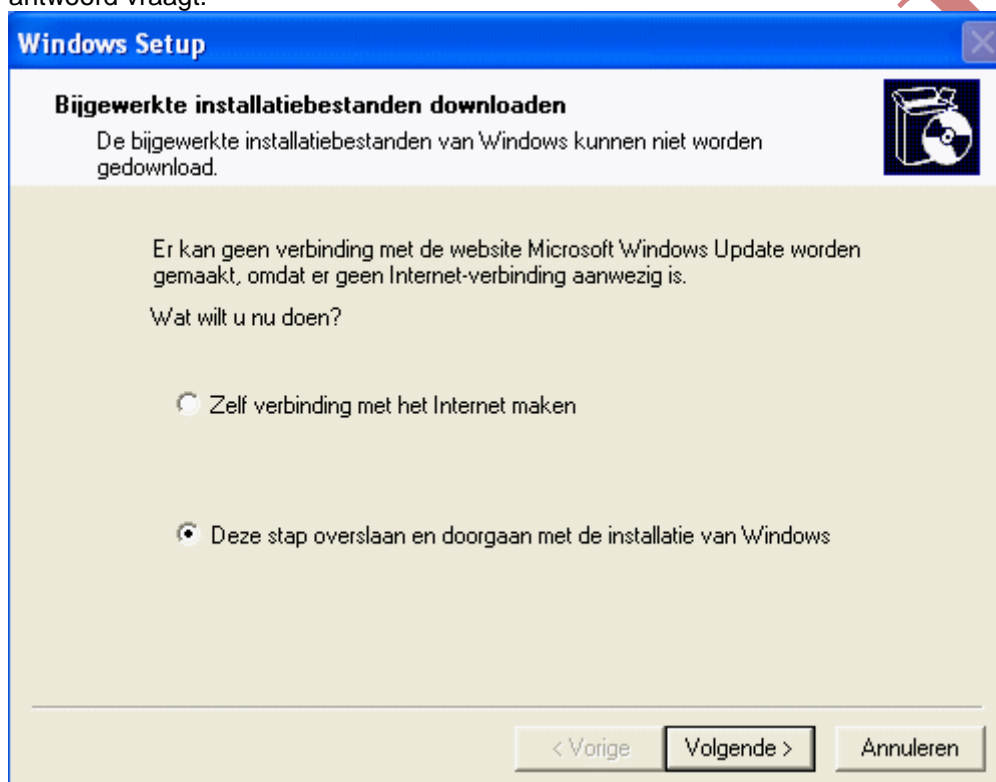 antwoord vraagt.
Windows Setup
Bijgewerkte installatiebestanden downloaden
De bijgewerkte installatiebestanden van Windows kunnen niet worden
gedownload.
Er kan geen verbinding met de website Microsoft Windows Update worden
gemaakt, omdat er geen Internet-verbinding aanwezig is.
Wat wilt u nu doen?
Zelf verbinding met het Internet maken
Deze stap overslaan en doorgaan met de installatie van Windows
< Vorige
Volgende >
Annuleren